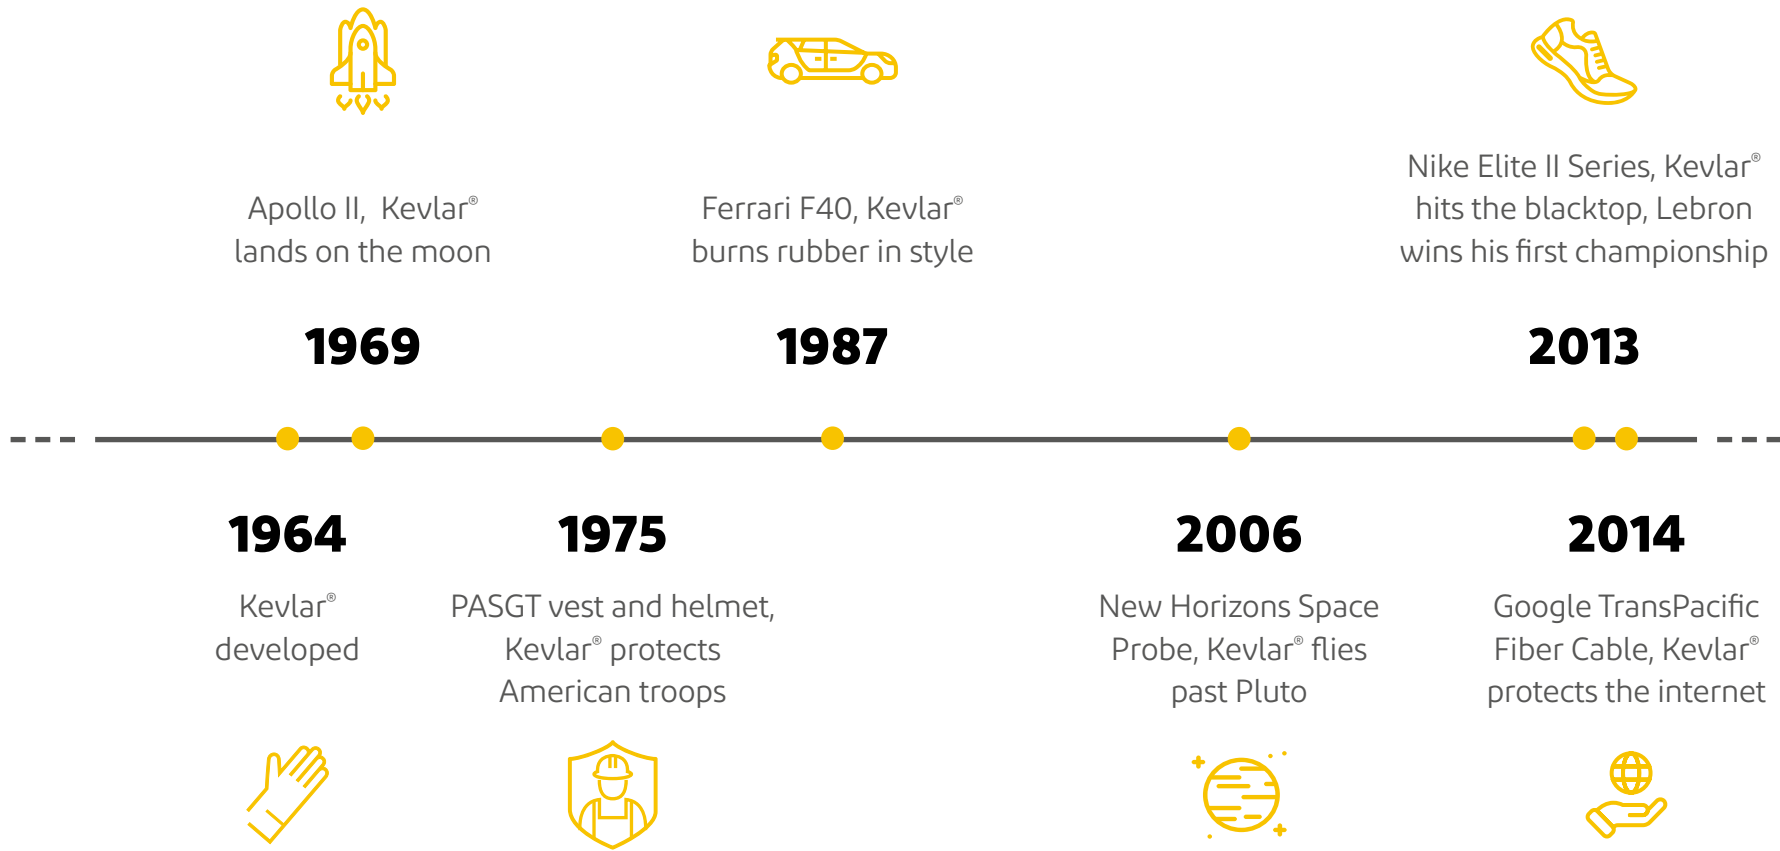 Apollo II, Kevlar®
lands on the moon
1969
Ferrari F40, Kevlar®
burns rubber in style
1987
Nike Elite II Series, Kevlar®
hits the blacktop, Lebron
wins his first championship
2013
1964
Kevlar®
developed
1975
PASGT vest and helmet,
Kevlar® protects
American troops
2006
New Horizons Space
Probe, Kevlar® flies
past Pluto
2014
Google TransPacific
Fiber Cable, Kevlar®
protects the internet